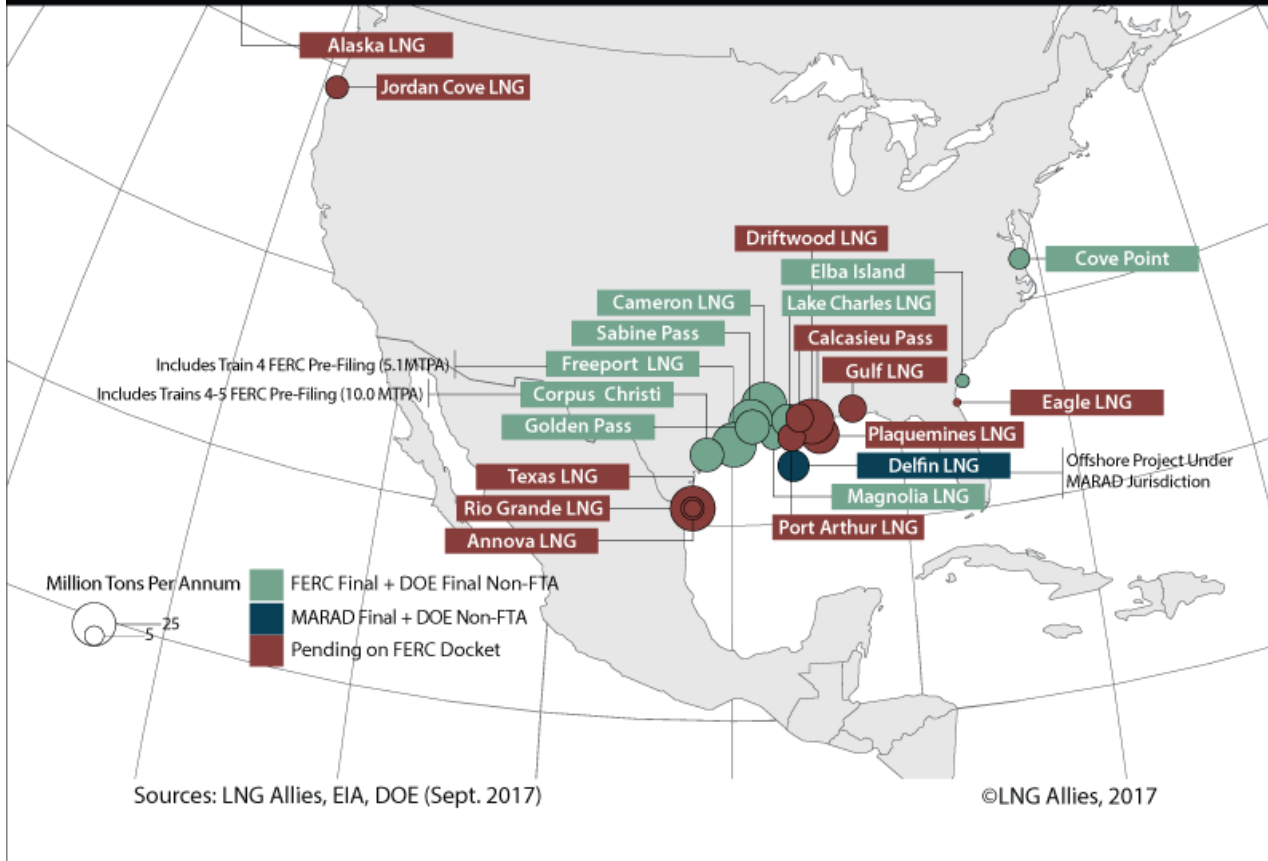 Alaska LNG
Jordan Cove LNG
Driftwood LNG
Elba Island
Cove Point
Cameron LNG
Lake Charles LNG
Sabine Pass
Calcasieu Pass
Includes Train 4 FERC Pre-Filing (5.1MTPA)
Freeport LNG
Gulf LNG
Includes Trains 4-5 FERC Pre-Filing (10.0 MTPA)
Corpus Christi
Eagle LNG
Golden Pass
Plaquemines LNG
Texas LNG
Delfin LNG
Offshore Project Under
MARAD Jurisdiction
Magnolia LNG
Rio Grande LNG
Port Arthur LNG
Annova LNG
Million Tons Per Annum
25
5
FERC Final + DOE Final Non-FTA
MARAD Final + DOE Non-FTA
Pending on FERC Docket
Sources: LNG Allies, EIA, DOE (Sept. 2017)
©LNG Allies, 2017